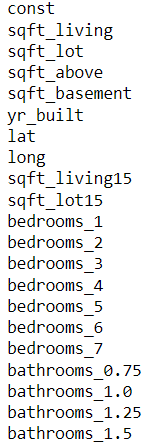 const
sqft_living
sqft_lot
sqft_above
sqft_basement
yr_built
lat
long
sqft_living15
sqft_lot15
bedrooms_1
bedrooms_2
bedrooms_3
bedrooms_4
bedrooms_5
bedrooms_6
bedrooms_7
bathrooms_0.75
bathrooms_1.0
bathrooms_1.25
bathrooms_1.5